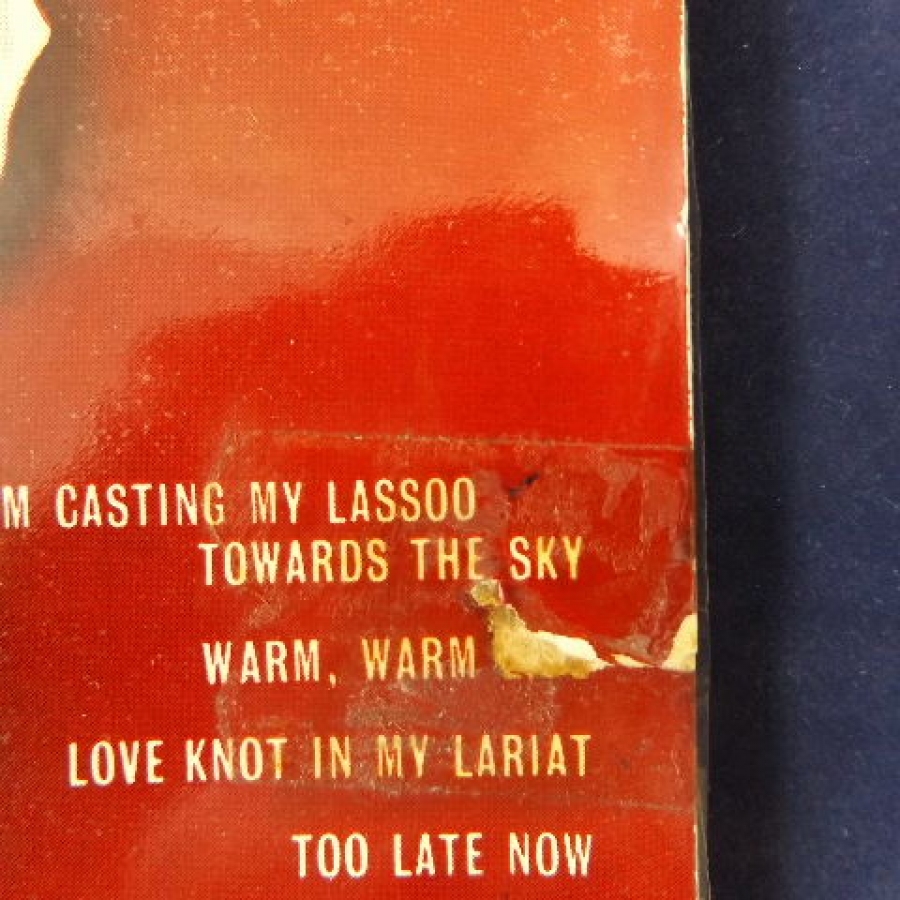 M CASTING MY LASSOO
TOWARDS THE SKY
WARM, WARM
LOVE KNOT IN MY LARIAT
TOO LATE NOW